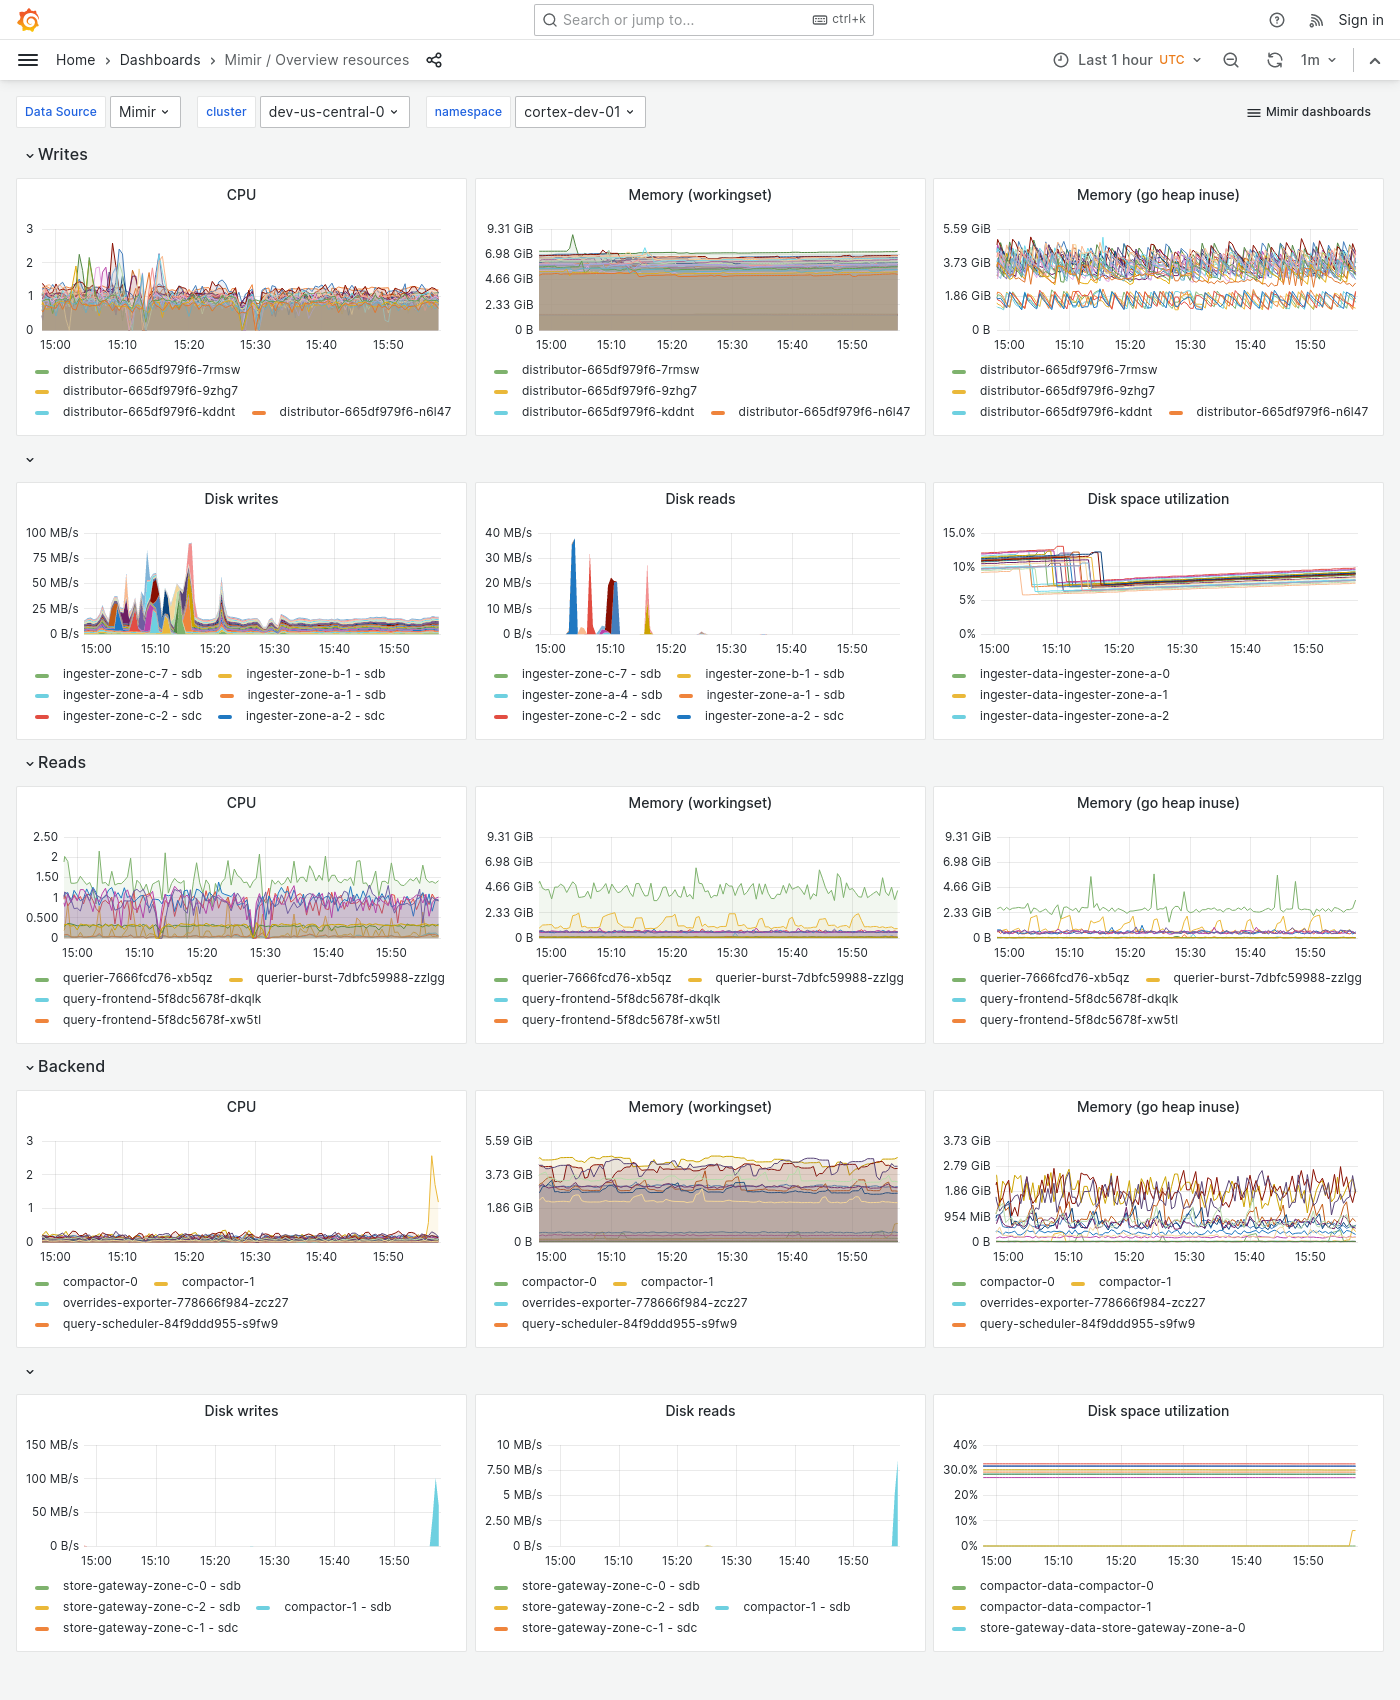 Search or jump to... ctrl+k Sign in
Home Dashboards Mimir / Overview resources Last 1 hour UTC 1m
Data Source Mimir cluster dev-us-central-0 namespace cortex-dev-01 Mimir dashboards
Writes
CPU
3
2
1
0
15:00 15:10 15:20 15:30 15:40 15:50
distributor-665df979f6-7rmsw
distributor-665df979f6-9zhg7
distributor-665df979f6-kddnt distributor-665df979f6-n6l47
Memory (workingset)
9.31 GiB
6.98 GiB
4.66 GiB
2.33 GiB
0 B
15:00 15:10 15:20 15:30 15:40 15:50
distributor-665df979f6-7rmsw
distributor-665df979f6-9zhg7
distributor-665df979f6-kddnt distributor-665df979f6-n6l47
Memory (go heap inuse)
5.59 GiB
3.73 GiB
1.86 GiB
0 B
15:00 15:10 15:20 15:30 15:40 15:50
distributor-665df979f6-7rmsw
distributor-665df979f6-9zhg7
distributor-665df979f6-kddnt distributor-665df979f6-n6l47
Disk writes
100 MB/s
75 MB/s
50 MB/s
25 MB/s
0 B/s
15:00 15:10 15:20 15:30 15:40 15:50
ingester-zone-c-7 - sdb ingester-zone-b-1 - sdb
ingester-zone-a-4 - sdb ingester-zone-a-1 - sdb
ingester-zone-c-2 - sdc ingester-zone-a-2 - sdc
Disk reads
40 MB/s
30 MB/s
20 MB/s
10 MB/s
0 B/s
15:00 15:10 15:20 15:30 15:40 15:50
ingester-zone-c-7 - sdb ingester-zone-b-1 - sdb
ingester-zone-a-4 - sdb ingester-zone-a-1 - sdb
ingester-zone-c-2 - sdc ingester-zone-a-2 - sdc
Disk space utilization
15.0%
10%
5%
0%
15:00 15:10 15:20 15:30 15:40 15:50
ingester-data-ingester-zone-a-0
ingester-data-ingester-zone-a-1
ingester-data-ingester-zone-a-2
Reads
CPU
2.50
2
1.50
1
0.500
0
15:00 15:10 15:20 15:30 15:40 15:50
querier-7666fcd76-xb5qz querier-burst-7dbfc59988-zzlgg
query-frontend-5f8dc5678f-dkqlk
query-frontend-5f8dc5678f-xw5tl
Memory (workingset)
9.31 GiB
6.98 GiB
4.66 GiB
2.33 GiB
0 B
15:00 15:10 15:20 15:30 15:40 15:50
querier-7666fcd76-xb5qz querier-burst-7dbfc59988-zzlgg
query-frontend-5f8dc5678f-dkqlk
query-frontend-5f8dc5678f-xw5tl
Memory (go heap inuse)
9.31 GiB
6.98 GiB
4.66 GiB
2.33 GiB
0 B
15:00 15:10 15:20 15:30 15:40 15:50
querier-7666fcd76-xb5qz querier-burst-7dbfc59988-zzlgg
query-frontend-5f8dc5678f-dkqlk
query-frontend-5f8dc5678f-xw5tl
Backend
CPU
3
2
1
0
15:00 15:10 15:20 15:30 15:40 15:50
compactor-0 compactor-1
overrides-exporter-778666f984-zcz27
query-scheduler-84f9ddd955-s9fw9
Memory (workingset)
5.59 GiB
3.73 GiB
1.86 GiB
0 B
15:00 15:10 15:20 15:30 15:40 15:50
compactor-0 compactor-1
overrides-exporter-778666f984-zcz27
query-scheduler-84f9ddd955-s9fw9
Memory (go heap inuse)
3.73 GiB
2.79 GiB
1.86 GiB
954 MiB
0 B
15:00 15:10 15:20 15:30 15:40 15:50
compactor-0 compactor-1
overrides-exporter-778666f984-zcz27
query-scheduler-84f9ddd955-s9fw9
Disk writes
150 MB/s
100 MB/s
50 MB/s
0 B/s
15:00 15:10 15:20 15:30 15:40 15:50
store-gateway-zone-c-0 - sdb
store-gateway-zone-c-2 - sdb compactor-1 - sdb
store-gateway-zone-c-1 - sdc
Disk reads
10 MB/s
7.50 MB/s
5 MB/s
2.50 MB/s
0 B/s
15:00 15:10 15:20 15:30 15:40 15:50
store-gateway-zone-c-0 - sdb
store-gateway-zone-c-2 - sdb compactor-1 - sdb
store-gateway-zone-c-1 - sdc
Disk space utilization
40%
30.0%
20%
10%
0%
15:00 15:10 15:20 15:30 15:40 15:50
compactor-data-compactor-0
compactor-data-compactor-1
store-gateway-data-store-gateway-zone-a-0